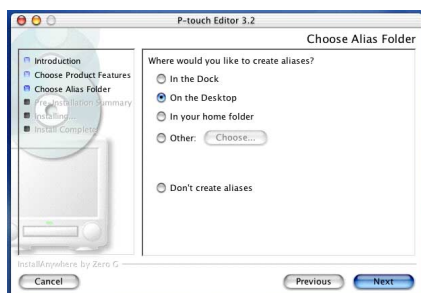 P-touch Editor 3.2
Choose Alias Folder
Introduction
Choose Product Features
Choose Alias Folder
Pre-Installation Summary
Installing...
Install Complete
Where would you like to create aliases?
In the Dock
On the Desktop
In your home folder
Other: Choose...
Don't create aliases
InstallAnywhere by Zero G
Cancel Previous Next